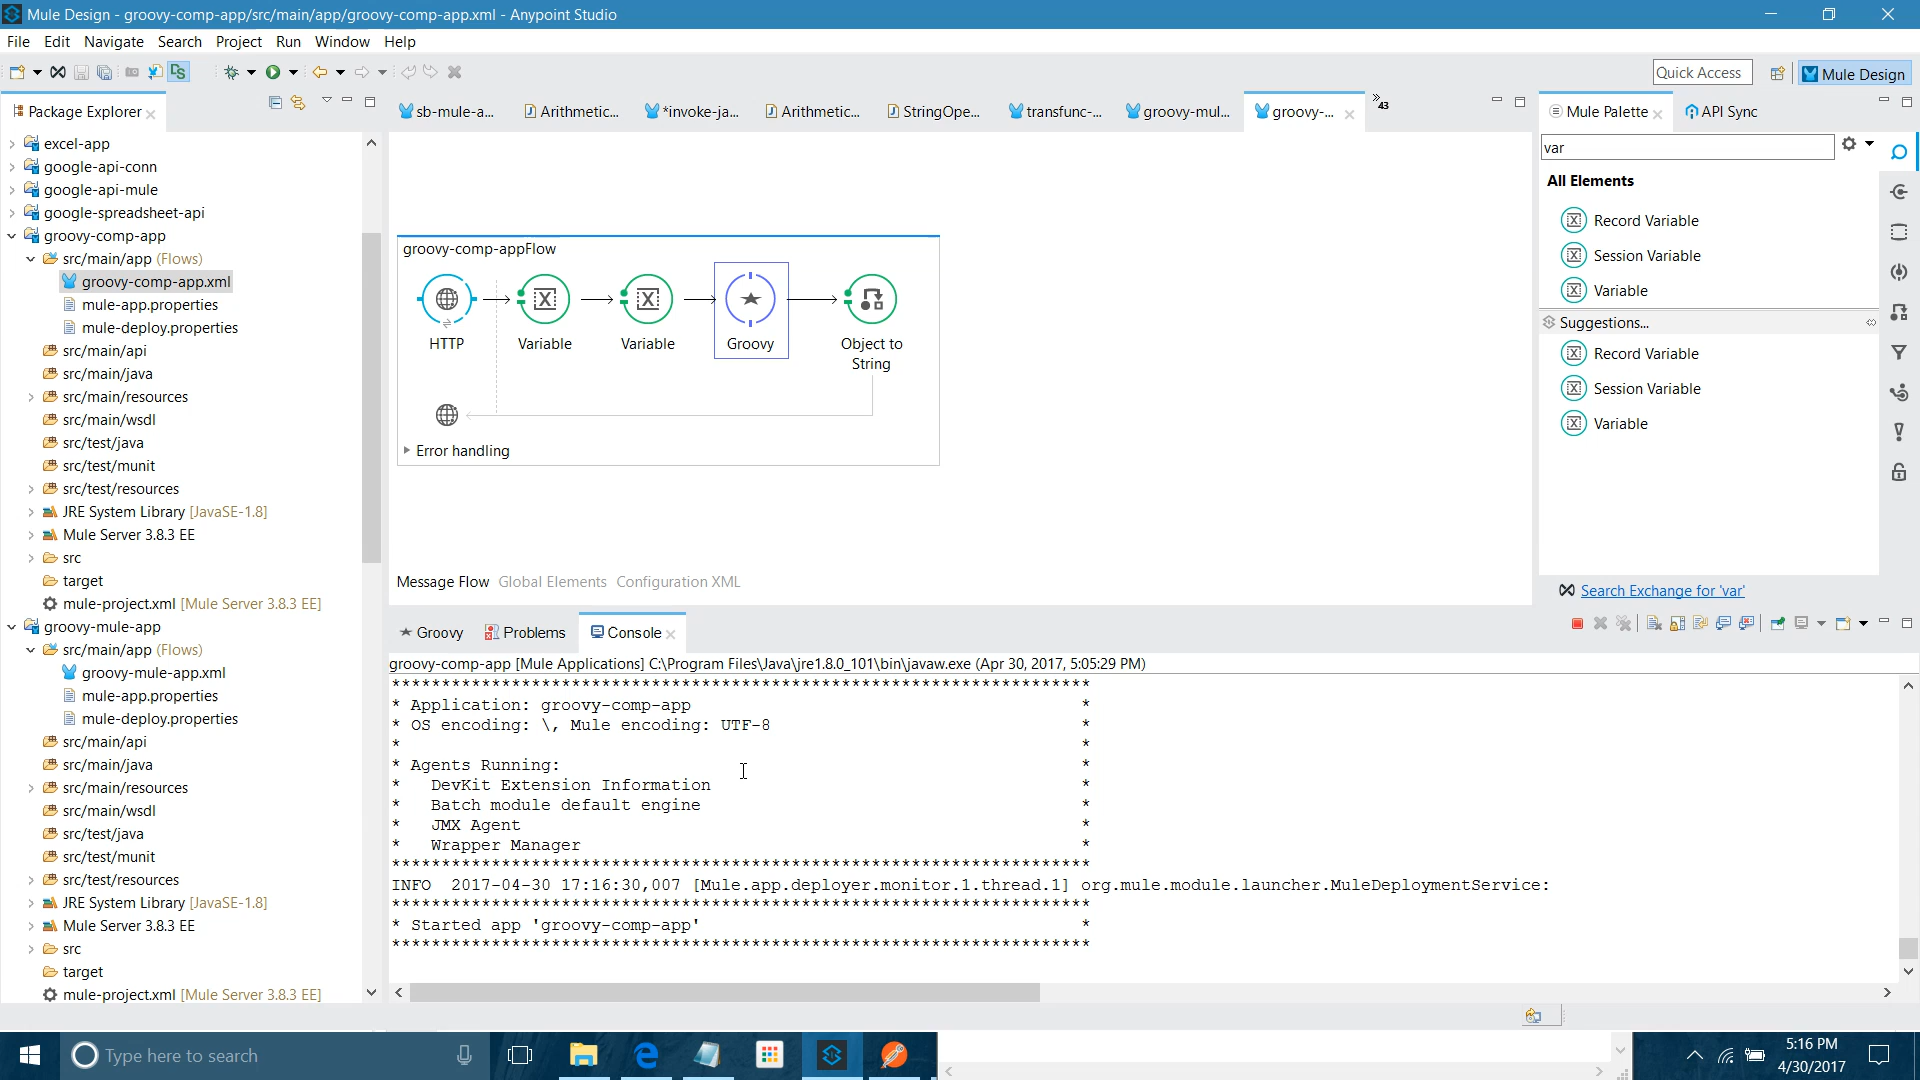 Mule Design - groovy-comp-app/src/main/app/groovy-comp-app.xml - Anypoint Studio
File Edit Navigate Search Project Run Window Help
Quick Access
Mule Design
Package Explorer
sb-mule-a...
Arithmetic...
*invoke-ja...
Arithmetic...
StringOpe...
transfunc-...
groovy-mul...
groovy-...
»43
Mule Palette
API Sync
excel-app
google-api-conn
google-api-mule
google-spreadsheet-api
groovy-comp-app
src/main/app (Flows)
groovy-comp-app.xml
mule-app.properties
mule-deploy.properties
src/main/api
src/main/java
src/main/resources
src/main/wsdl
src/test/java
src/test/munit
src/test/resources
JRE System Library [JavaSE-1.8]
Mule Server 3.8.3 EE
src
target
mule-project.xml [Mule Server 3.8.3 EE]
groovy-mule-app
src/main/app (Flows)
groovy-mule-app.xml
mule-app.properties
mule-deploy.properties
src/main/api
src/main/java
src/main/resources
src/main/wsdl
src/test/java
src/test/munit
src/test/resources
JRE System Library [JavaSE-1.8]
Mule Server 3.8.3 EE
src
target
mule-project.xml [Mule Server 3.8.3 EE]
groovy-comp-appFlow
HTTP
Variable
Variable
Groovy
Object to
String
Error handling
Message Flow Global Elements Configuration XML
var
All Elements
Record Variable
Session Variable
Variable
Suggestions...
Record Variable
Session Variable
Variable
Search Exchange for 'var'
Groovy
Problems
Console
groovy-comp-app [Mule Applications] C:\Program Files\Java\jre1.8.0_101\bin\javaw.exe (Apr 30, 2017, 5:05:29 PM)
**********************************************************************
* Application: groovy-comp-app *
* OS encoding: \, Mule encoding: UTF-8 *
* *
* Agents Running: *
* DevKit Extension Information *
* Batch module default engine *
* JMX Agent *
* Wrapper Manager *
**********************************************************************
INFO 2017-04-30 17:16:30,007 [Mule.app.deployer.monitor.1.thread.1] org.mule.module.launcher.MuleDeploymentService:
**********************************************************************
* Started app 'groovy-comp-app' *
**********************************************************************
Type here to search
5:16 PM
4/30/2017